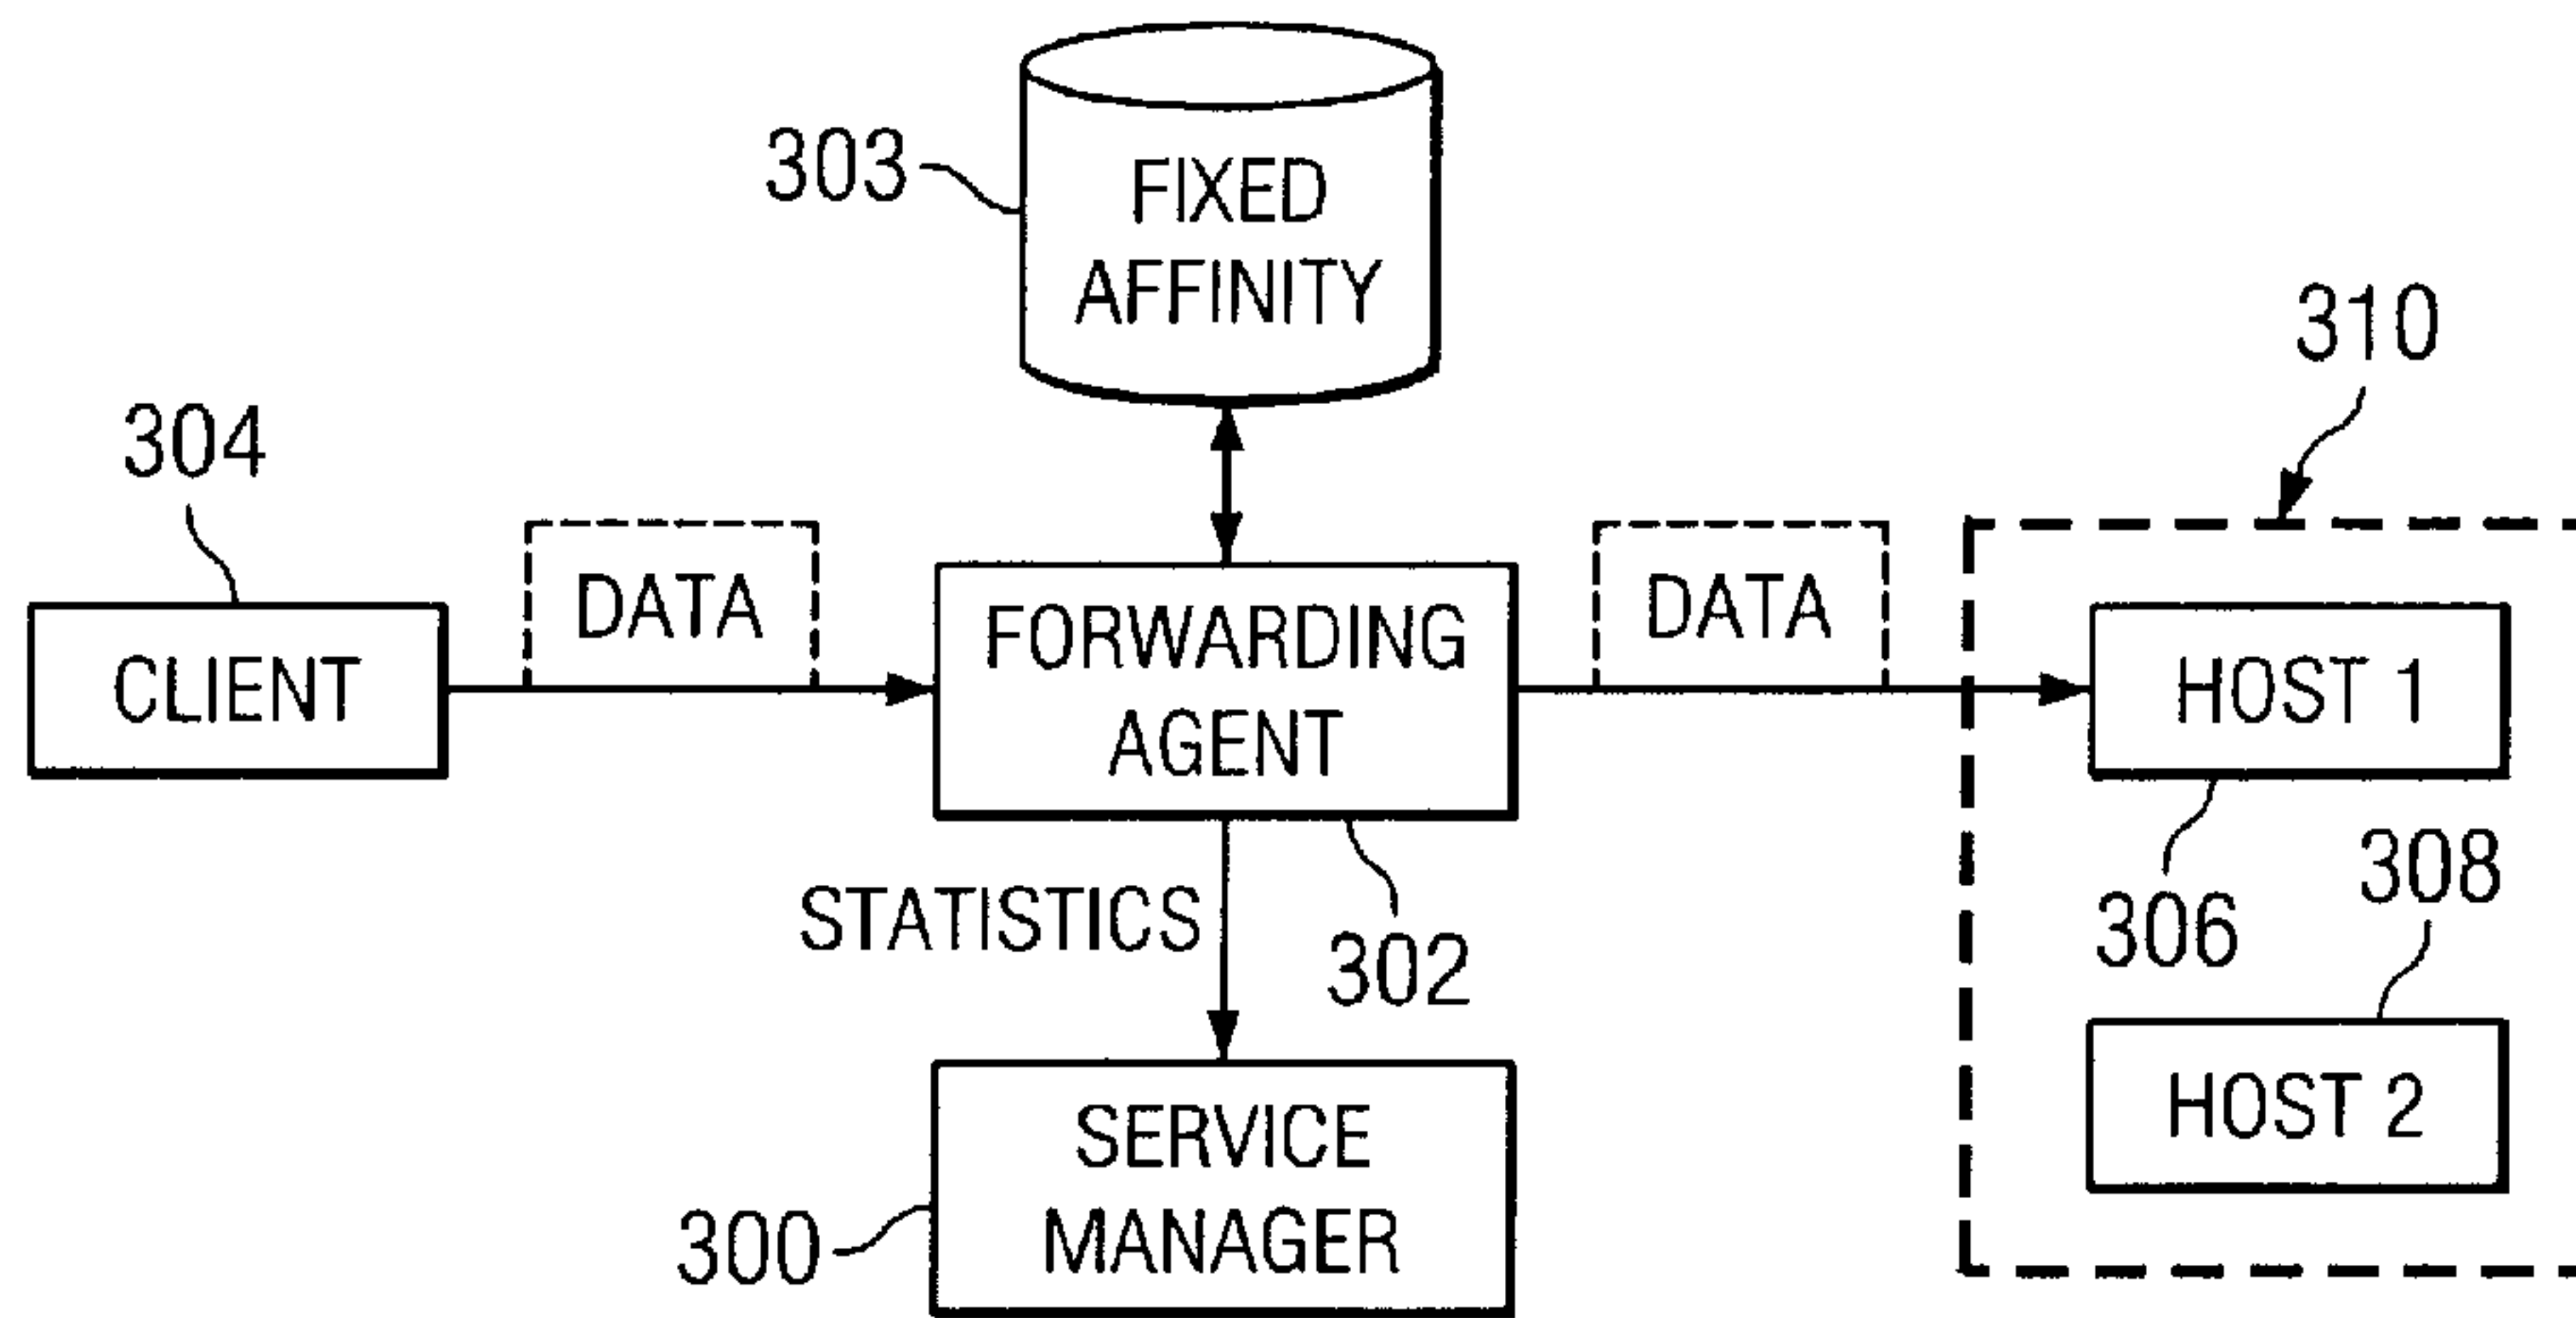 303
FIXED
AFFINITY
310
304
DATA
DATA
CLIENT
FORWARDING
AGENT
HOST 1
STATISTICS
302
306
308
300
SERVICE
MANAGER
HOST 2